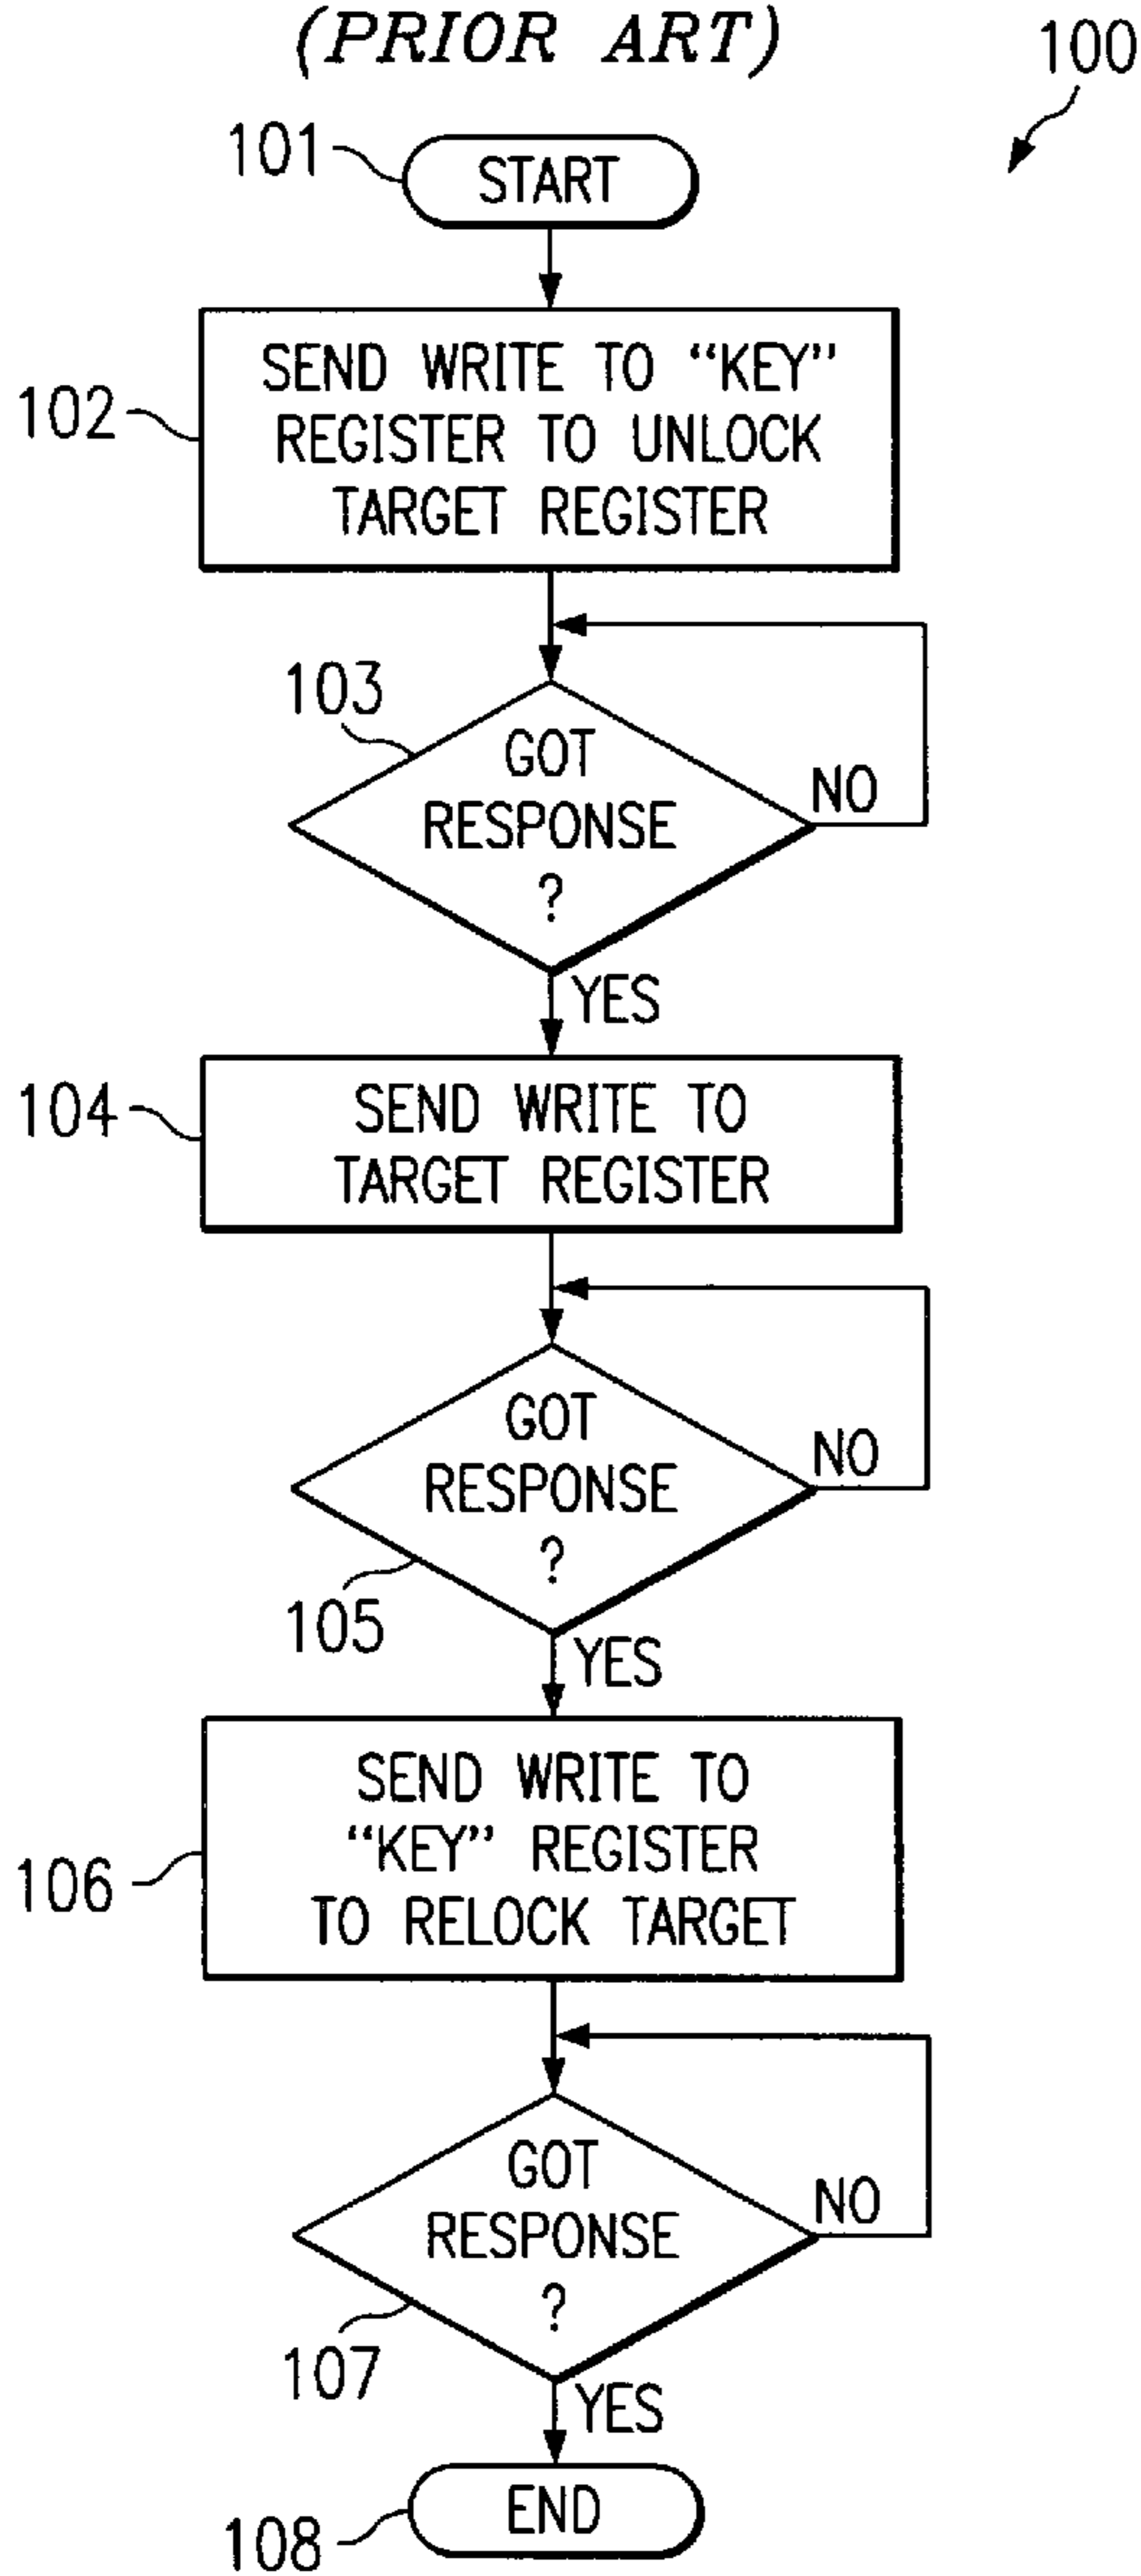 (PRIOR ART)
100
101
START
102
SEND WRITE TO “KEY”
REGISTER TO UNLOCK
TARGET REGISTER
103
GOT
RESPONSE
?
NO
YES
104
SEND WRITE TO
TARGET REGISTER
GOT
RESPONSE
?
NO
105
YES
106
SEND WRITE TO
“KEY” REGISTER
TO RELOCK TARGET
GOT
RESPONSE
?
NO
107
YES
108
END